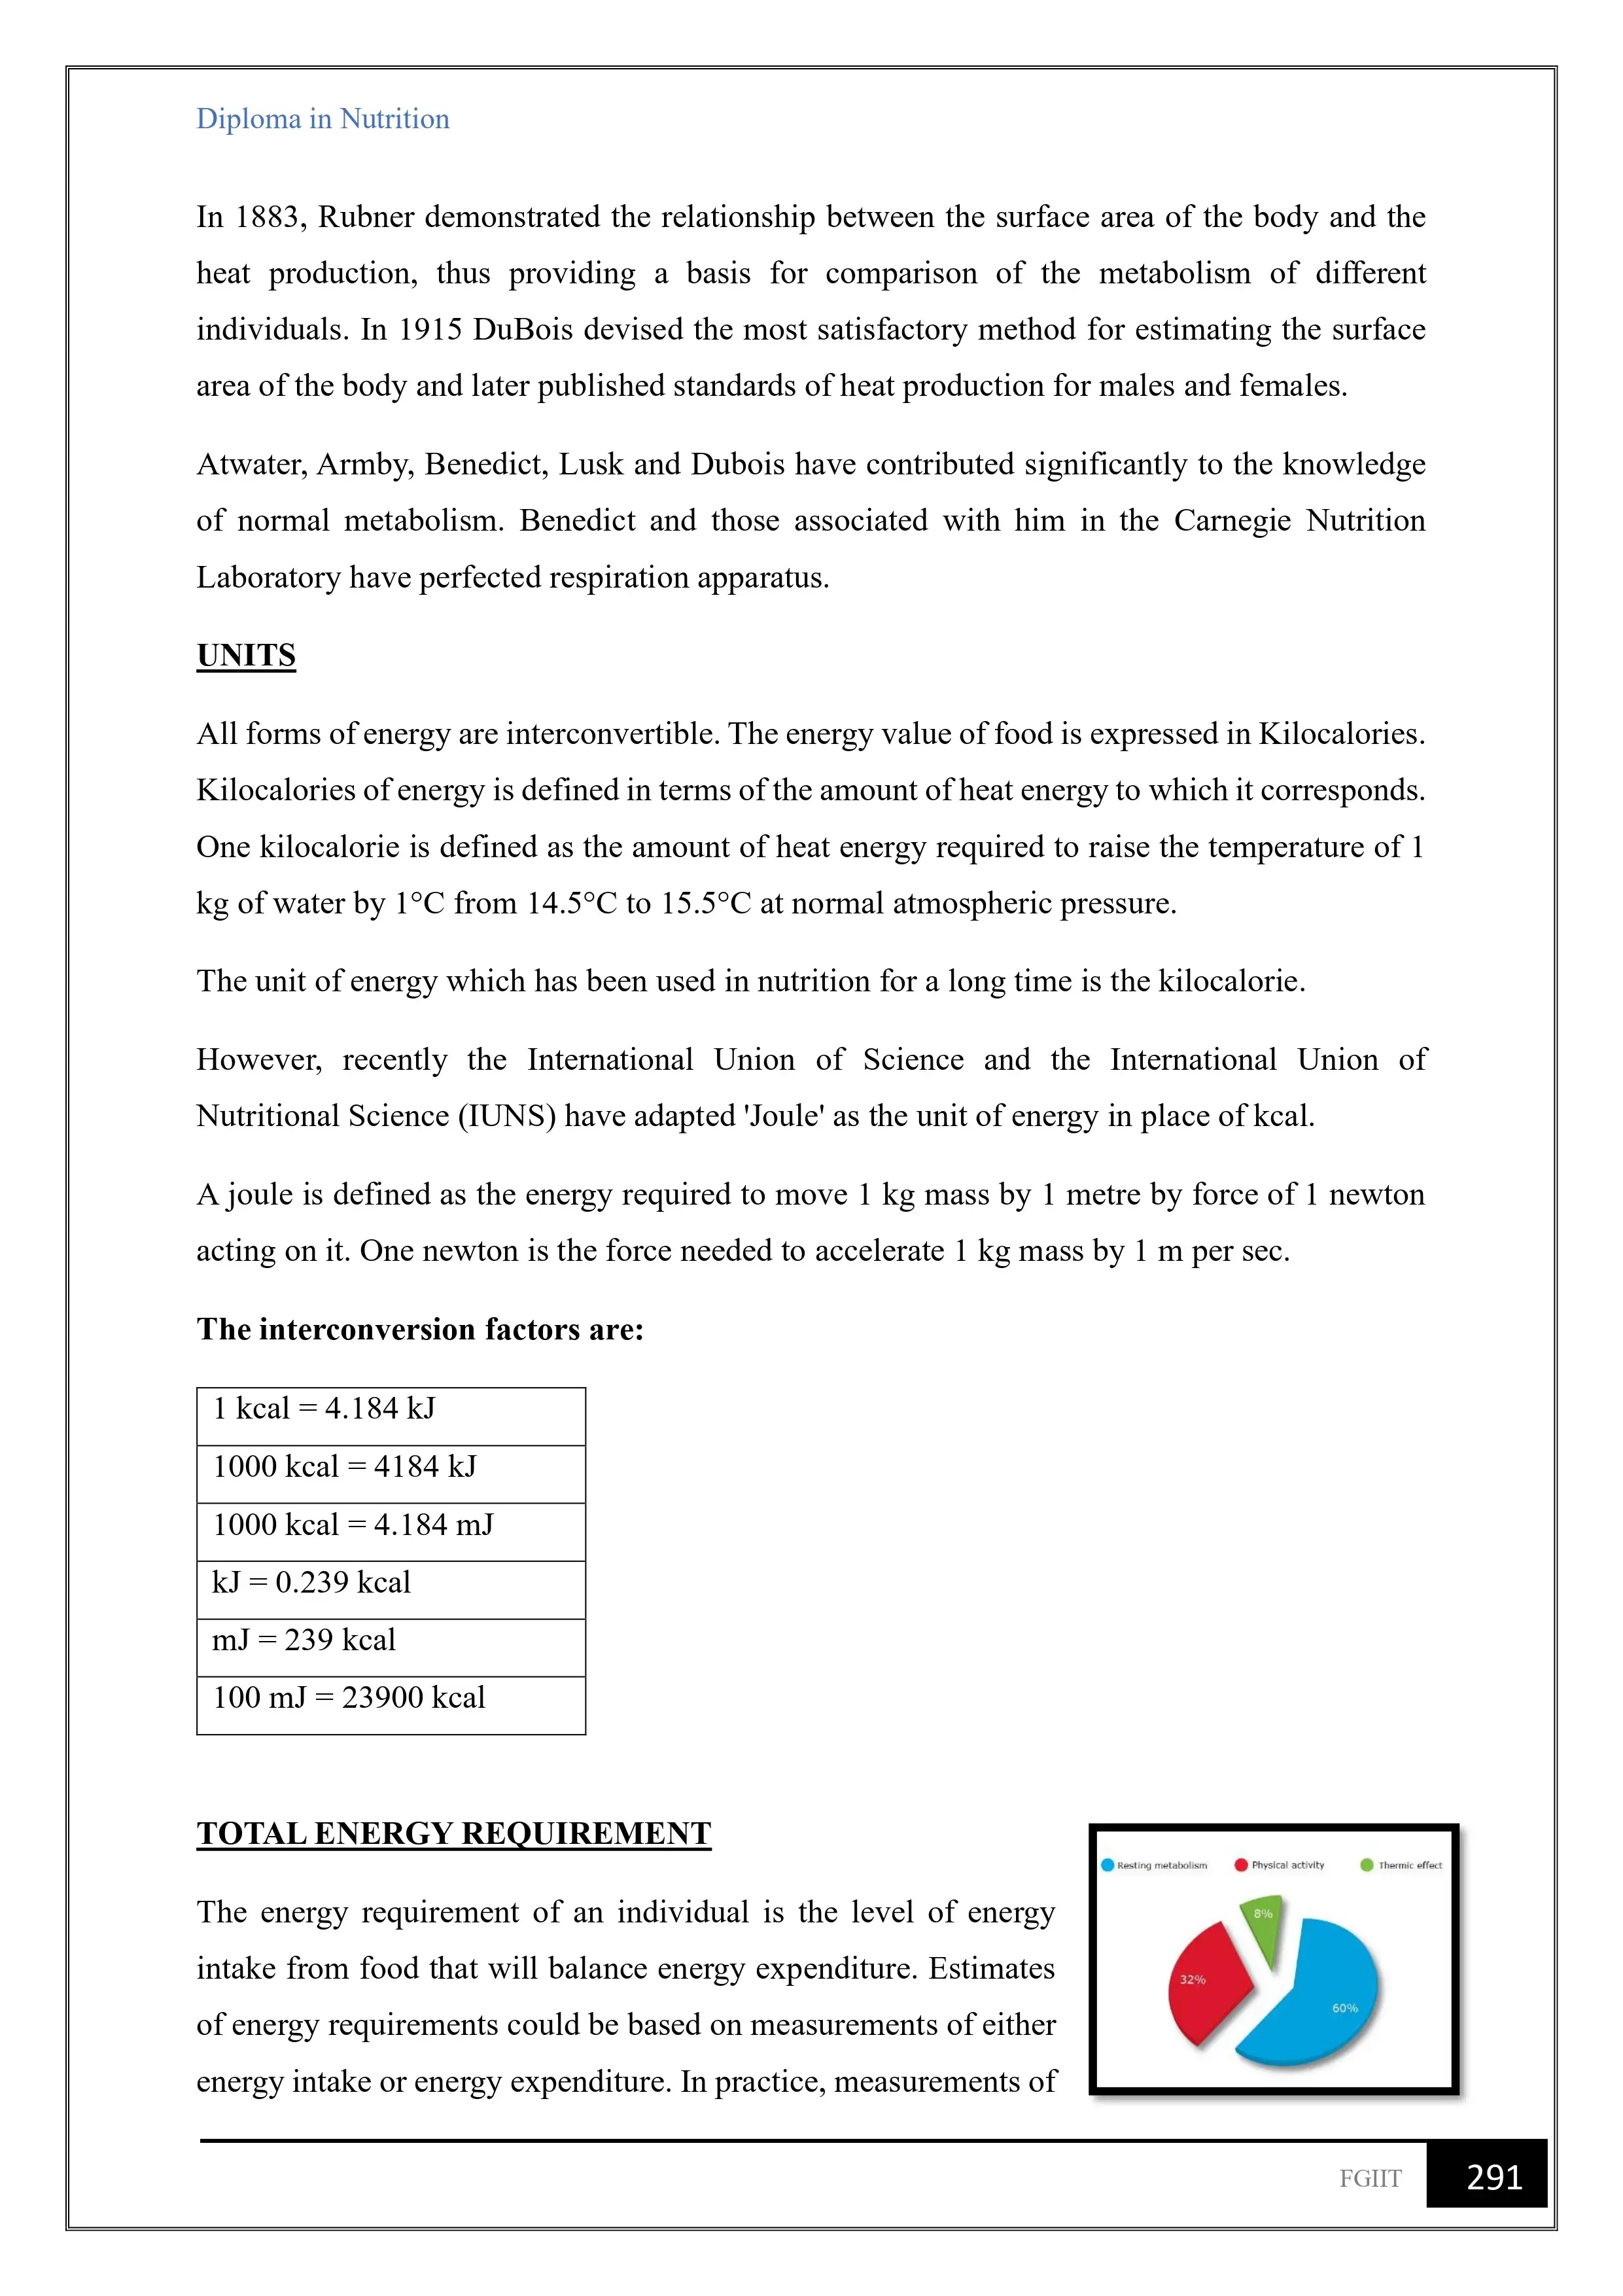 Diploma in Nutrition
In 1883, Rubner demonstrated the relationship between the surface area of the body and the
heat production, thus providing a basis for comparison of the metabolism of different
individuals. In 1915 DuBois devised the most satisfactory method for estimating the surface
area of the body and later published standards of heat production for males and females.
Atwater, Armby, Benedict, Lusk and Dubois have contributed significantly to the knowledge
of normal metabolism. Benedict and those associated with him in the Carnegie Nutrition
Laboratory have perfected respiration apparatus.
UNITS
All forms of energy are interconvertible. The energy value of food is expressed in Kilocalories.
Kilocalories of energy is defined in terms of the amount of heat energy to which it corresponds.
One kilocalorie is defined as the amount of heat energy required to raise the temperature of 1
kg of water by 1°C from 14.5°C to 15.5°C at normal atmospheric pressure.
The unit of energy which has been used in nutrition for a long time is the kilocalorie.
However, recently the International Union of Science and the International Union of
Nutritional Science (IUNS) have adapted 'Joule' as the unit of energy in place of kcal.
A joule is defined as the energy required to move 1 kg mass by 1 metre by force of 1 newton
acting on it. One newton is the force needed to accelerate 1 kg mass by 1 m per sec.
The interconversion factors are:
1 kcal = 4.184 kJ
1000 kcal = 4184 kJ
1000 kcal = 4.184 mJ
kJ = 0.239 kcal
mJ = 239 kcal
100 mJ = 23900 kcal
TOTAL ENERGY REQUIREMENT
The energy requirement of an individual is the level of energy
intake from food that will balance energy expenditure. Estimates
of energy requirements could be based on measurements of either
energy intake or energy expenditure. In practice, measurements of
Resting metabolism Physical activity Thermic effect
8%
32%
60%
FGIIT 291